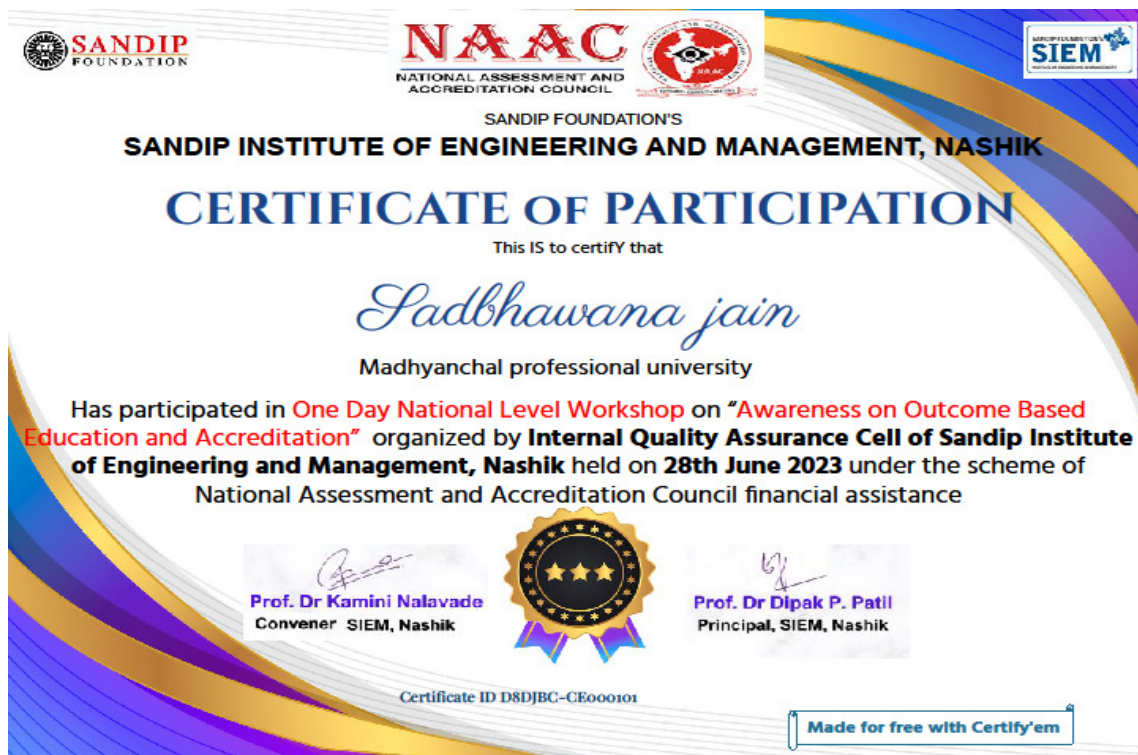 SANDIP
FOUNDATION
NAAC
NATIONAL ASSESSMENT AND
ACCREDITATION COUNCIL
NAAC
SIEM
SANDIP FOUNDATION'S
SANDIP INSTITUTE OF ENGINEERING AND MANAGEMENT, NASHIK
CERTIFICATE OF PARTICIPATION
This IS to certifY that
Sadbhawana jain
Madhyanchal professional university
Has participated in One Day National Level Workshop on “Awareness on Outcome Based
Education and Accreditation” organized by Internal Quality Assurance Cell of Sandip Institute
of Engineering and Management, Nashik held on 28th June 2023 under the scheme of
National Assessment and Accreditation Council financial assistance
Prof. Dr Kamini Nalavade
Convener SIEM, Nashik
Prof. Dr Dipak P. Patil
Principal, SIEM, Nashik
Certificate ID D8DJBC-CE000101
Made for free with Certify'em